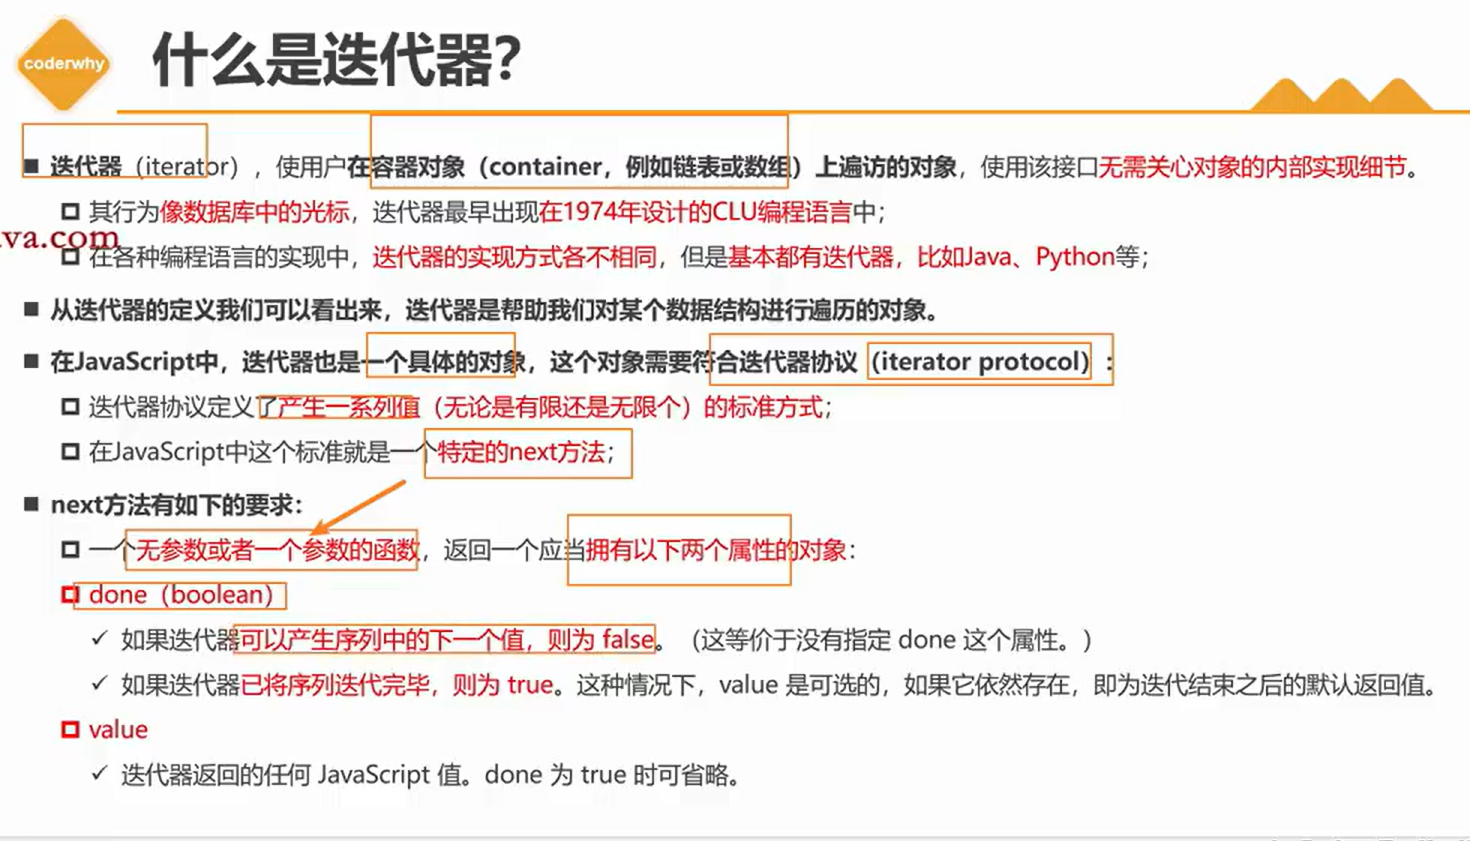 coderwhy
什么是迭代器？
迭代器（iterator），使用户在容器对象（container，例如链表或数组）上遍访的对象，使用该接口无需关心对象的内部实现细节。
其行为像数据库中的光标，迭代器最早出现在1974年设计的CLU编程语言中；
va.com
在各种编程语言的实现中，迭代器的实现方式各不相同，但是基本都有迭代器，比如Java、Python等；
从迭代器的定义我们可以看出来，迭代器是帮助我们对某个数据结构进行遍历的对象。
在JavaScript中，迭代器也是一个具体的对象，这个对象需要符合迭代器协议（iterator protocol）：
迭代器协议定义了产生一系列值（无论是有限还是无限个）的标准方式；
在JavaScript中这个标准就是一个特定的next方法；
next方法有如下的要求：
一个无参数或者一个参数的函数，返回一个应当拥有以下两个属性的对象：
done（boolean）
如果迭代器可以产生序列中的下一个值，则为 false。（这等价于没有指定 done 这个属性。）
如果迭代器已将序列迭代完毕，则为 true。这种情况下，value 是可选的，如果它依然存在，即为迭代结束之后的默认返回值。
value
迭代器返回的任何 JavaScript 值。done 为 true 时可省略。